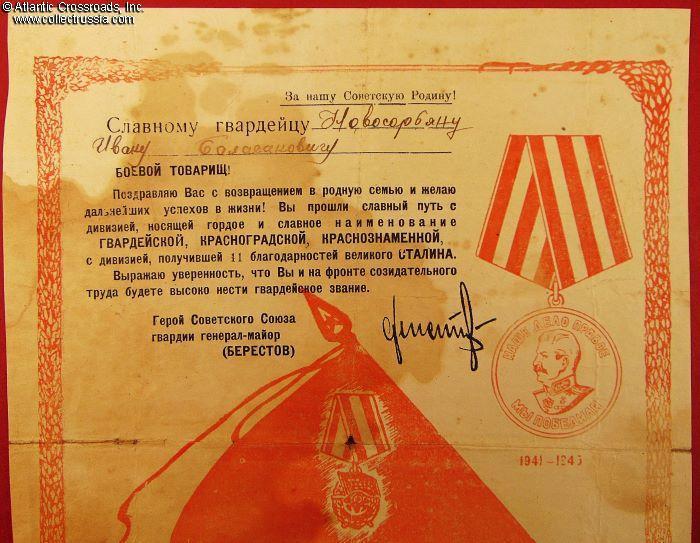 © Atlantic Crossroads, Inc.
www.collectrussia.com
За нашу Советскую Родину!
Славному гвардейцу
Ивану
БОЕВОЙ ТОВАРИЩ!
Поздравляю Вас с возвращением в родную семью и желаю
дальнейших успехов в жизни! Вы прошли славный путь с
дивизией, носящей гордое и славное наименование
ГВАРДЕЙСКОЙ, КРАСНОГРАДСКОЙ, КРАСНОЗНАМЕННОЙ,
с дивизией, получившей 11 благодарностей великого СТАЛИНА.
Выражаю уверенность, что Вы и на фронте созидательного
труда будете высоко нести гвардейское звание.
Герой Советского Союза
гвардии генерал-майор
(БЕРЕСТОВ)
НАШЕ ДЕЛО ПРАВОЕ
МЫ ПОБЕДИЛИ
1941-1945